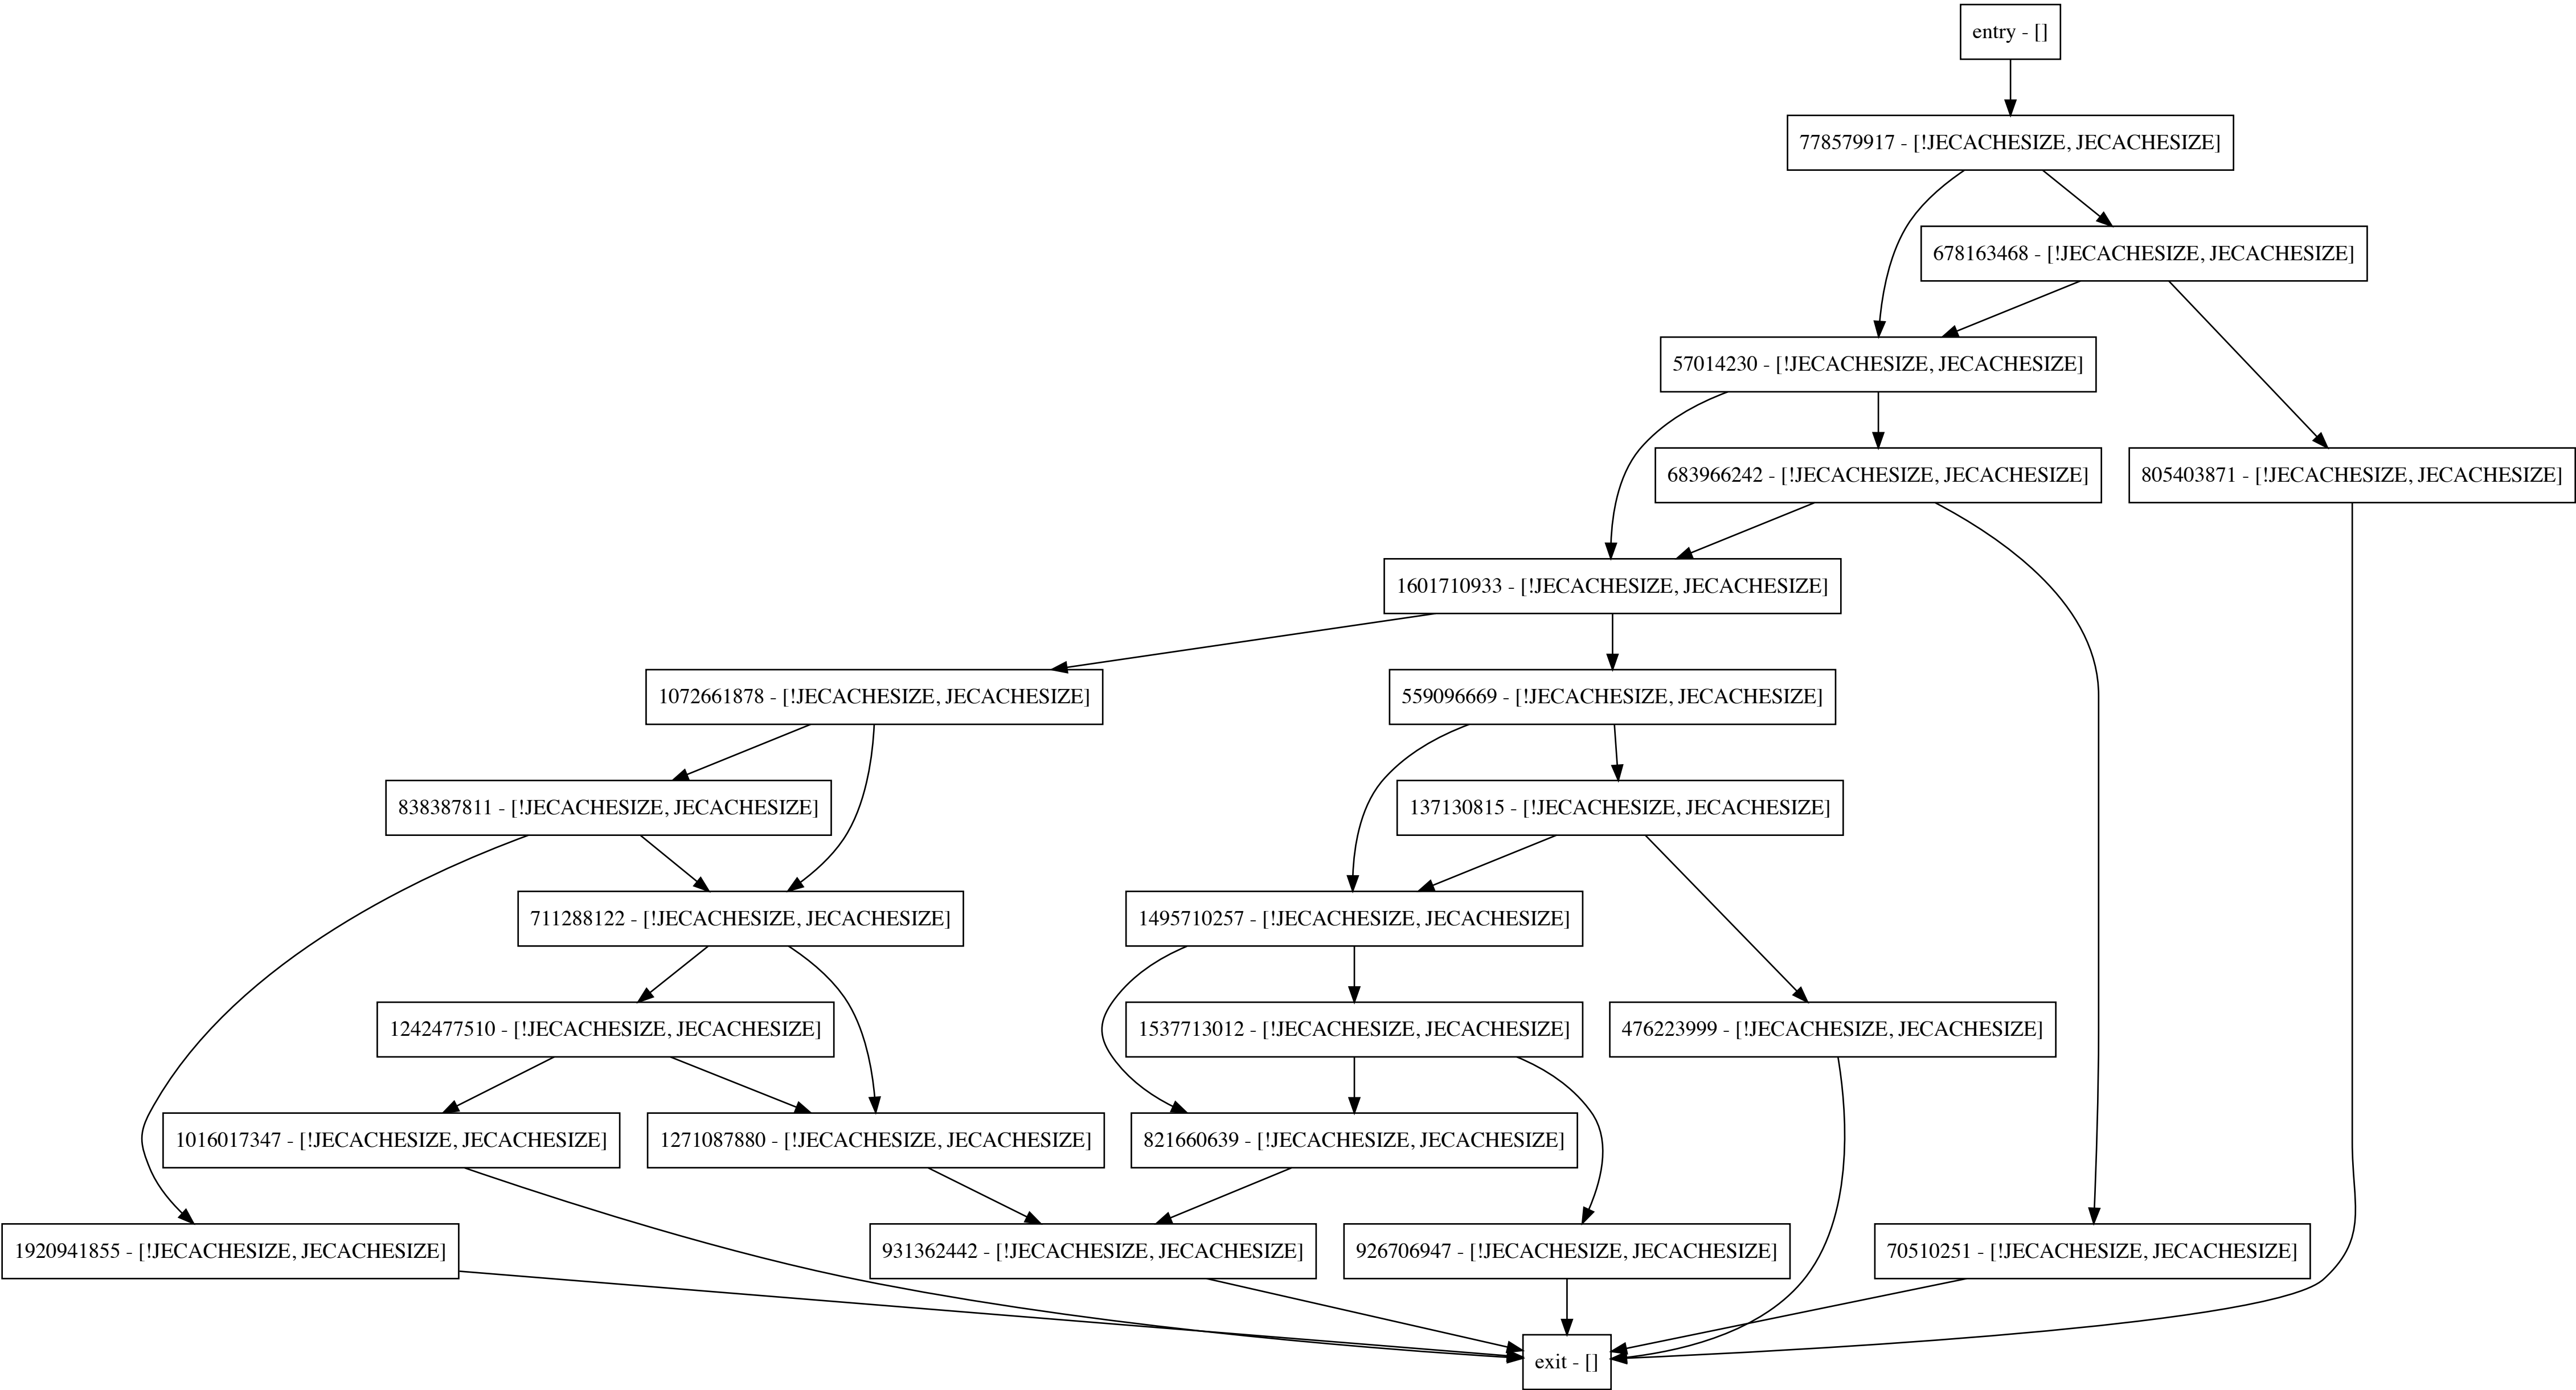 entry - []
778579917 - [!JECACHESIZE, JECACHESIZE]
678163468 - [!JECACHESIZE, JECACHESIZE]
57014230 - [!JECACHESIZE, JECACHESIZE]
683966242 - [!JECACHESIZE, JECACHESIZE]
805403871 - [!JECACHESIZE, JECACHESIZE]
1601710933 - [!JECACHESIZE, JECACHESIZE]
1072661878 - [!JECACHESIZE, JECACHESIZE]
559096669 - [!JECACHESIZE, JECACHESIZE]
838387811 - [!JECACHESIZE, JECACHESIZE]
137130815 - [!JECACHESIZE, JECACHESIZE]
711288122 - [!JECACHESIZE, JECACHESIZE]
1495710257 - [!JECACHESIZE, JECACHESIZE]
1242477510 - [!JECACHESIZE, JECACHESIZE]
1537713012 - [!JECACHESIZE, JECACHESIZE]
476223999 - [!JECACHESIZE, JECACHESIZE]
1016017347 - [!JECACHESIZE, JECACHESIZE]
1271087880 - [!JECACHESIZE, JECACHESIZE]
821660639 - [!JECACHESIZE, JECACHESIZE]
1920941855 - [!JECACHESIZE, JECACHESIZE]
931362442 - [!JECACHESIZE, JECACHESIZE]
926706947 - [!JECACHESIZE, JECACHESIZE]
70510251 - [!JECACHESIZE, JECACHESIZE]
exit - []